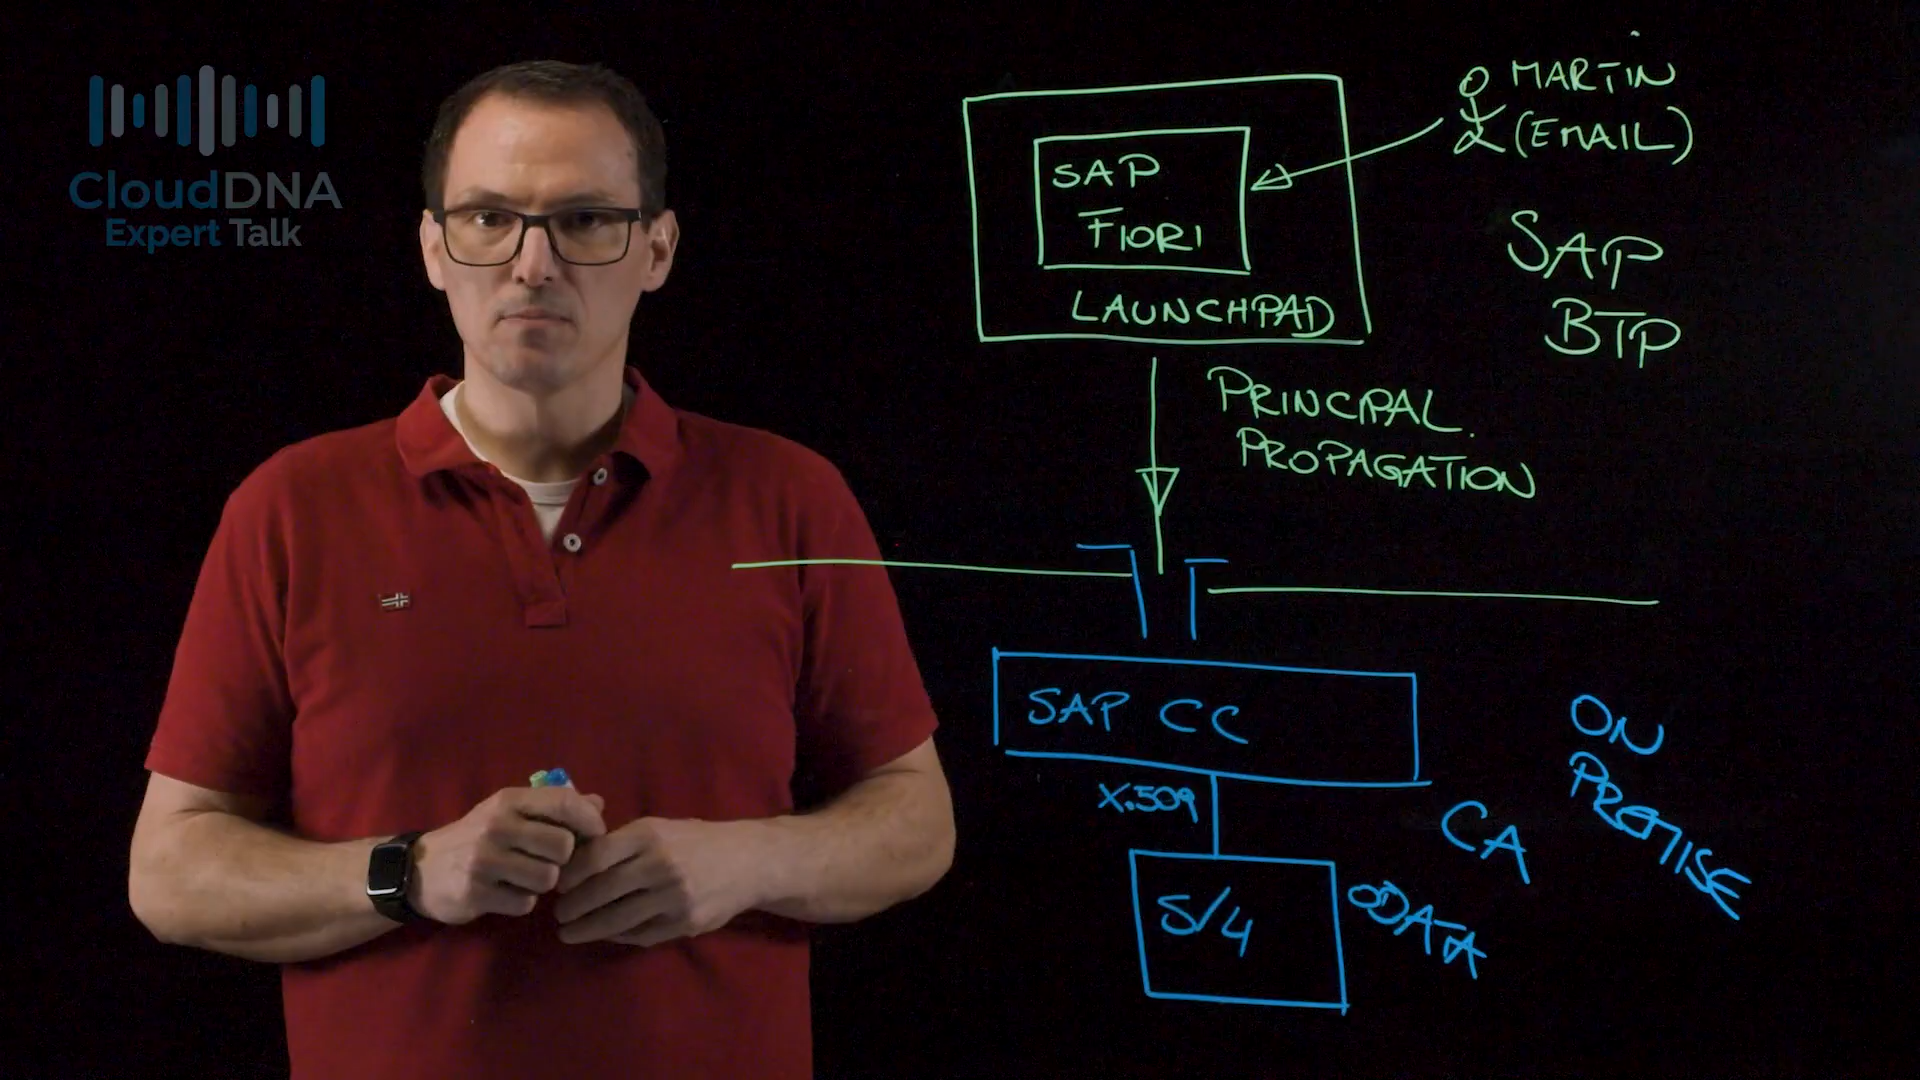 CloudDNA
Expert Talk
MARTIN
(EMAIL)
SAP
FIORI
LAUNCHPAD
SAP
BTP
PRINCIPAL
PROPAGATION
SAP CC
ON
PREMISE
X.509
CA
S/4
ODATA